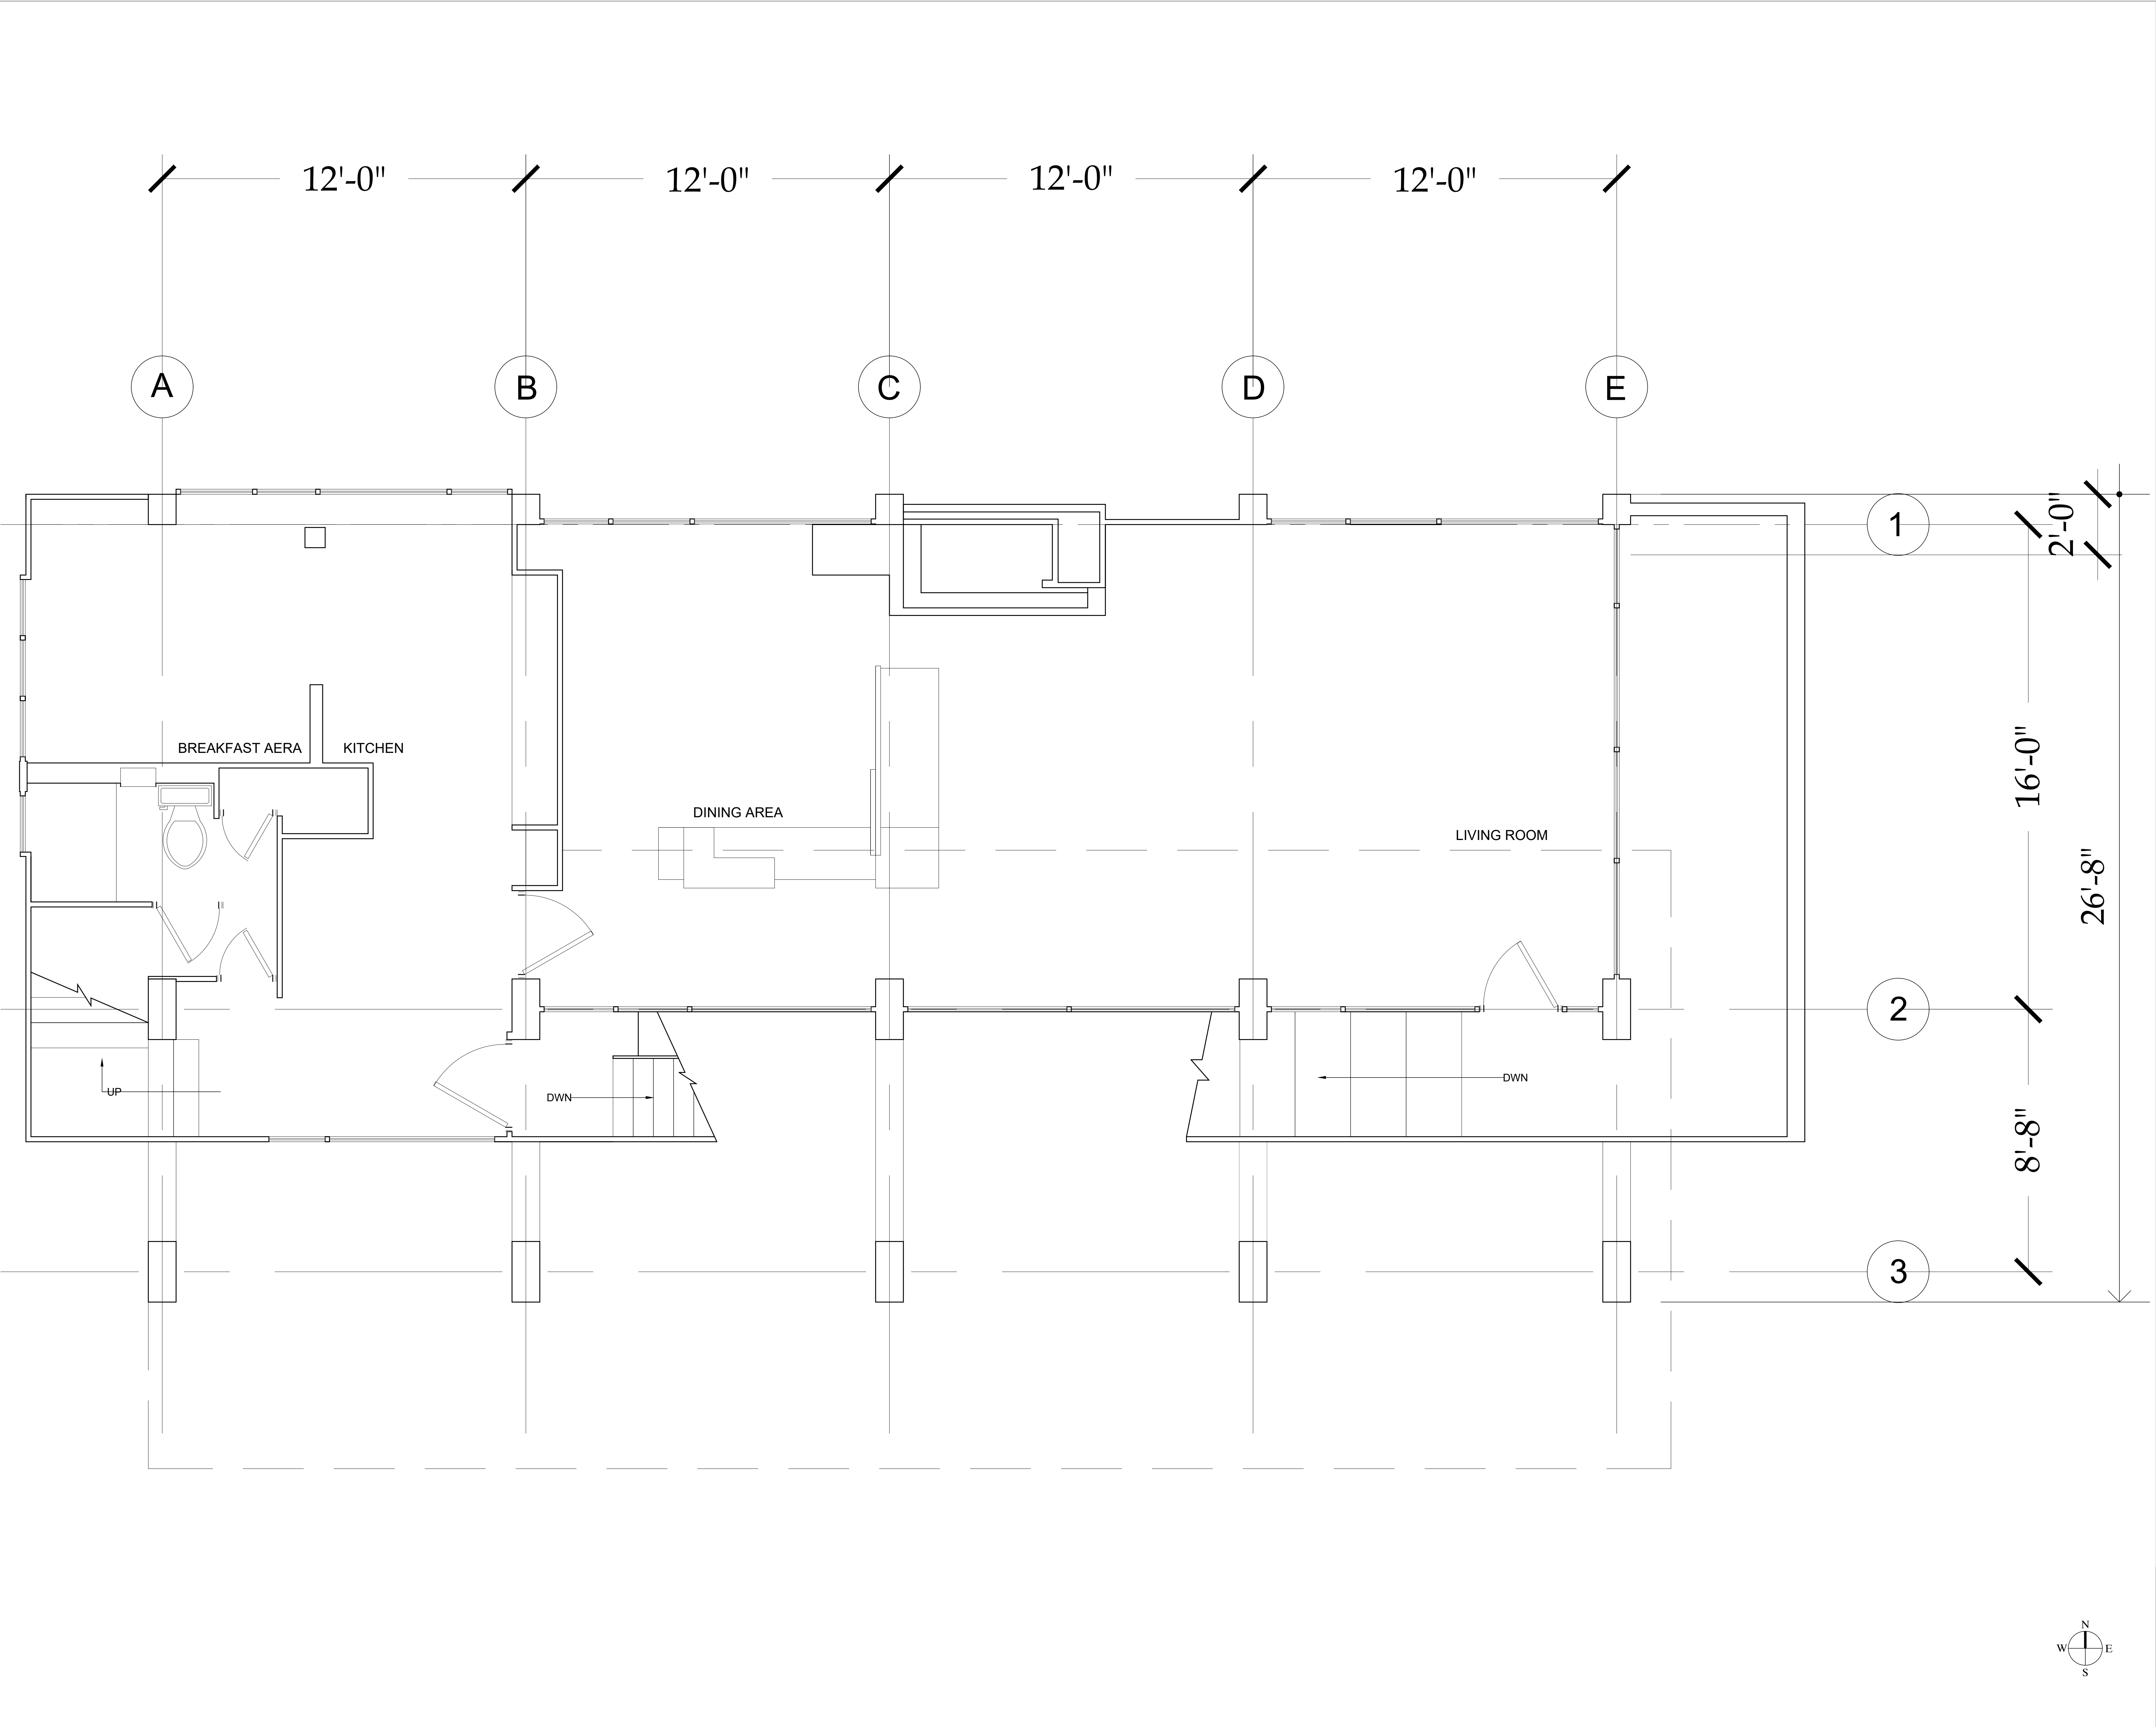 12'-0" 12'-0" 12'-0" 12'-0"
A B C D E
1
2'-0"
BREAKFAST AERA KITCHEN
16'-0"
DINING AREA
LIVING ROOM
26'-8"
2
UP
DWN
DWN
8'-8"
3
N
W E
S